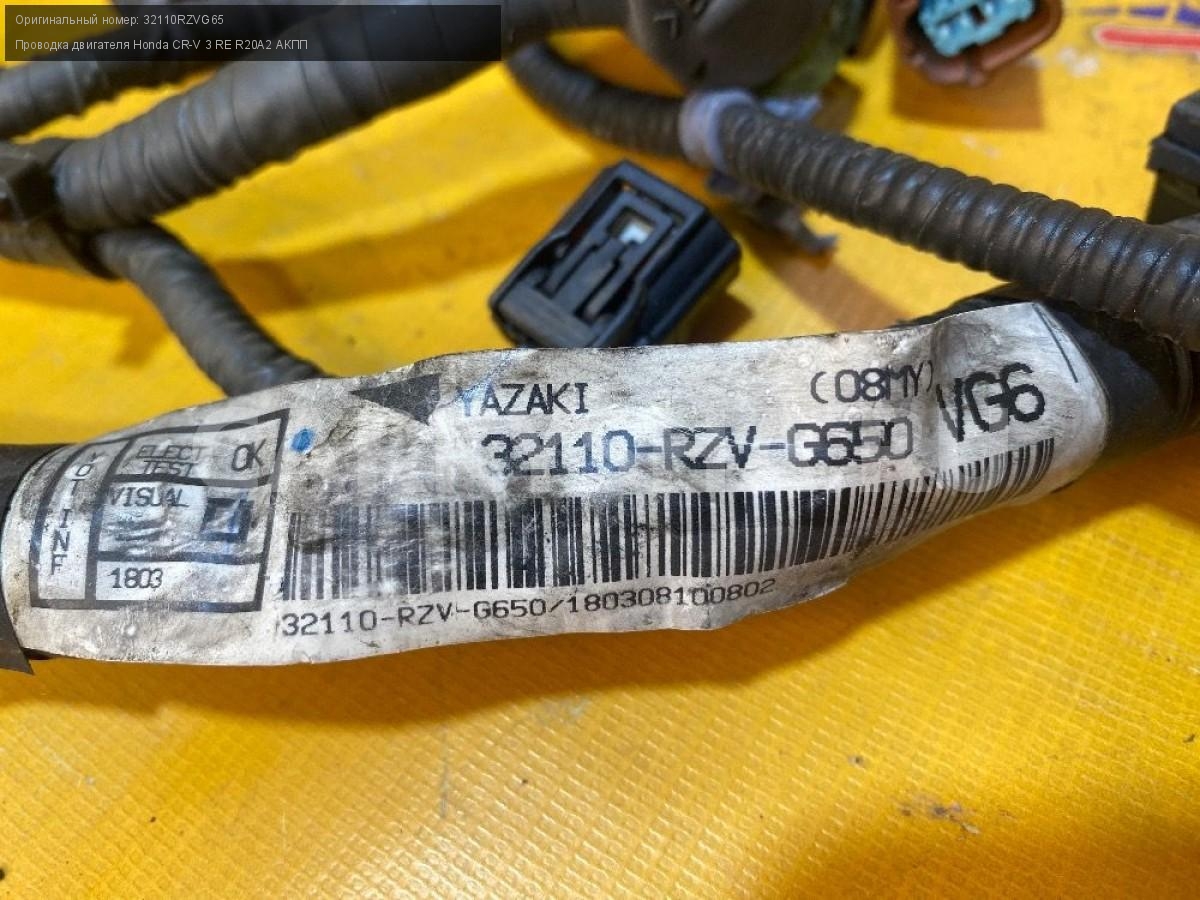 Оригинальный номер: 32110RZVG65
Проводка двигателя Honda CR-V 3 RE R20A2 АКПП
YAZAKI (08MY)
32110-RZV-G650 VG6
ELECT TEST OK
VISUAL
1803
32110-RZV-G650/180308100802